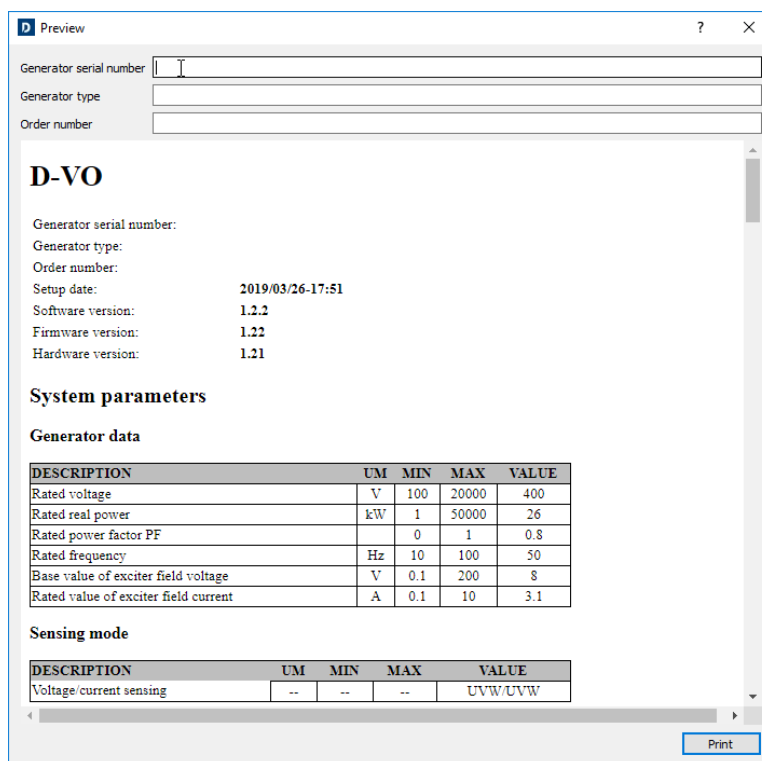 D Preview ? ×
Generator serial number
Generator type
Order number
D-VO
Generator serial number:
Generator type:
Order number:
Setup date: 2019/03/26-17:51
Software version: 1.2.2
Firmware version: 1.22
Hardware version: 1.21
System parameters
Generator data
DESCRIPTION UM MIN MAX VALUE
Rated voltage V 100 20000 400
Rated real power kW 1 50000 26
Rated power factor PF 0 1 0.8
Rated frequency Hz 10 100 50
Base value of exciter field voltage V 0.1 200 8
Rated value of exciter field current A 0.1 10 3.1
Sensing mode
DESCRIPTION UM MIN MAX VALUE
Voltage/current sensing -- -- -- UVW/UVW
Print